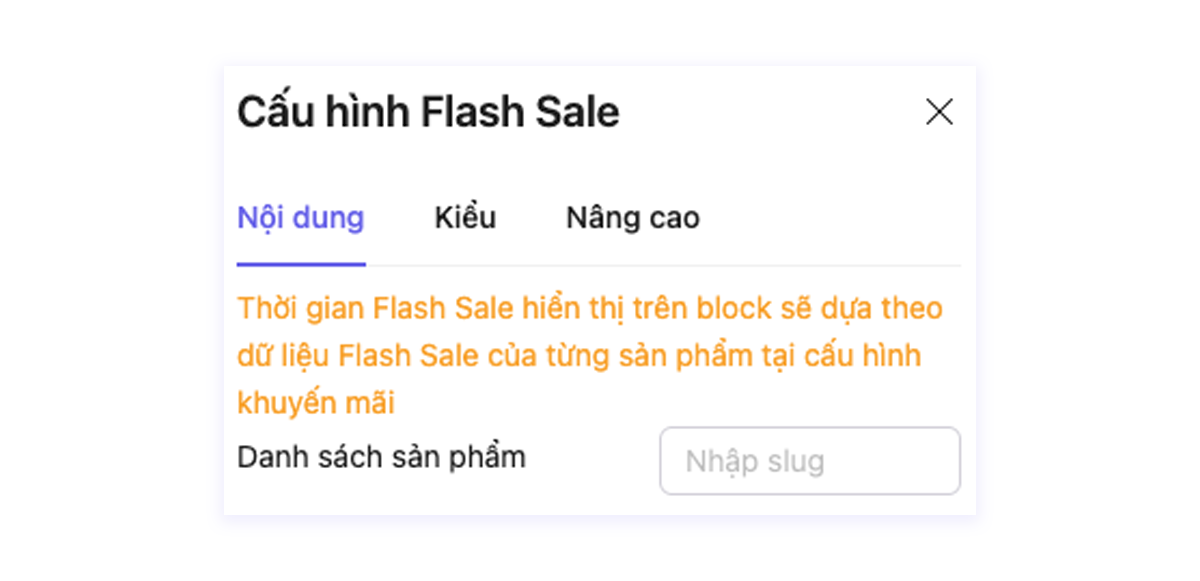 Cấu hình Flash Sale
Nội dung Kiểu Nâng cao
Thời gian Flash Sale hiển thị trên block sẽ dựa theo
dữ liệu Flash Sale của từng sản phẩm tại cấu hình
khuyến mãi
Danh sách sản phẩm Nhập slug